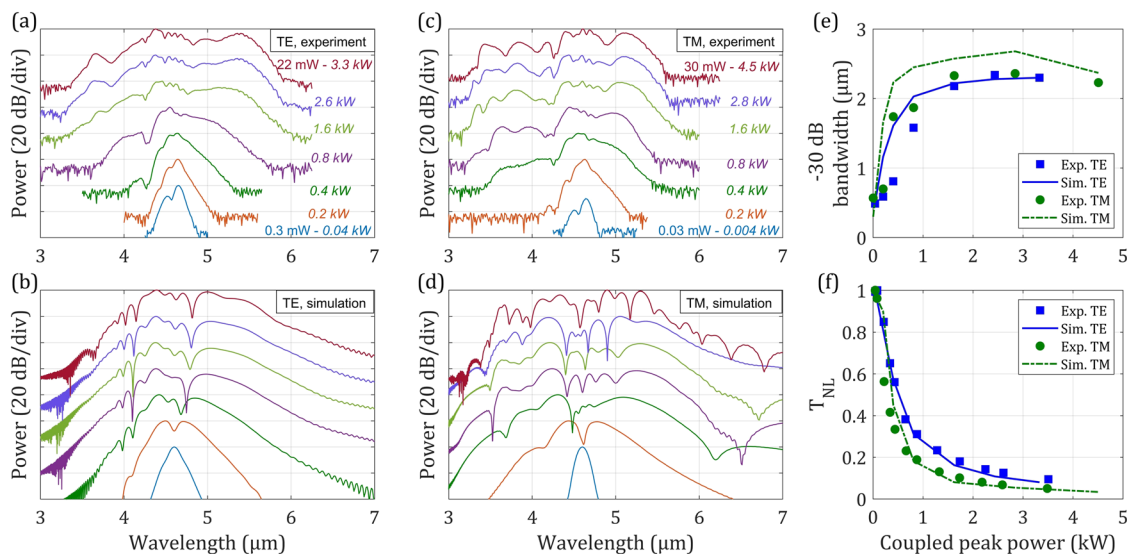 (a)
TE, experiment
Power (20 dB/div)
22 mW - 3.3 kW
2.6 kW
1.6 kW
0.8 kW
0.4 kW
0.2 kW
0.3 mW - 0.04 kW
3 4 5 6 7
(b)
TE, simulation
Power (20 dB/div)
3 4 5 6 7
Wavelength (μm)
(c)
TM, experiment
Power (20 dB/div)
30 mW - 4.5 kW
2.8 kW
1.6 kW
0.8 kW
0.4 kW
0.2 kW
0.03 mW - 0.004 kW
3 4 5 6 7
(d)
TM, simulation
Power (20 dB/div)
3 4 5 6 7
Wavelength (μm)
(e)
-30 dB
bandwidth (μm)
3
2
1
0
Exp. TE
Sim. TE
Exp. TM
Sim. TM
0 1 2 3 4 5
(f)
T_NL
1
0.8
0.6
0.4
0.2
0
Exp. TE
Sim. TE
Exp. TM
Sim. TM
0 1 2 3 4 5
Coupled peak power (kW)